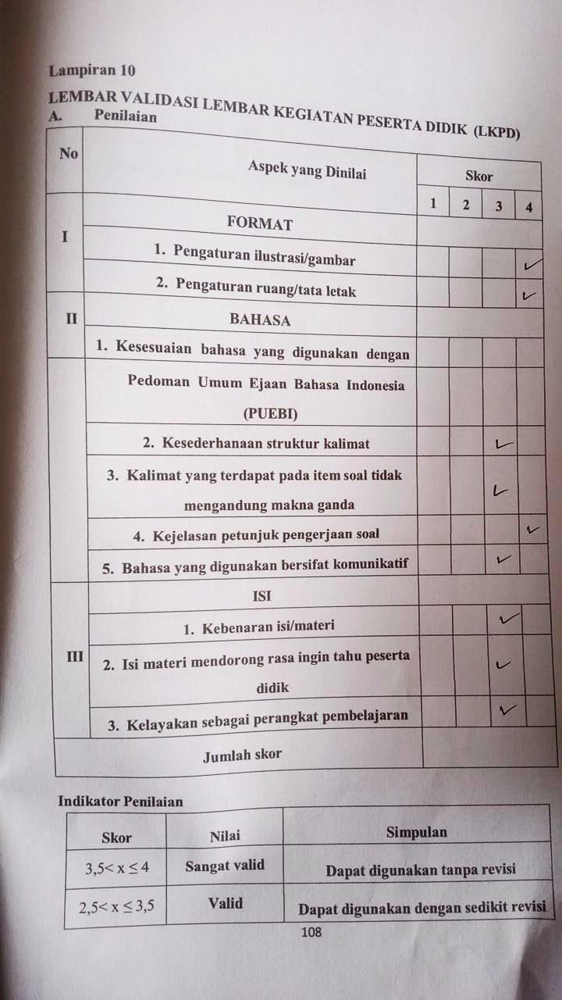 Lampiran 10
LEMBAR VALIDASI LEMBAR KEGIATAN PESERTA DIDIK (LKPD)
A. Penilaian
No Aspek yang Dinilai Skor
1 2 3 4
I FORMAT
1. Pengaturan ilustrasi/gambar ✓
2. Pengaturan ruang/tata letak ✓
II BAHASA
1. Kesesuaian bahasa yang digunakan dengan
Pedoman Umum Ejaan Bahasa Indonesia
(PUEBI)
2. Kesederhanaan struktur kalimat ✓
3. Kalimat yang terdapat pada item soal tidak
mengandung makna ganda ✓
4. Kejelasan petunjuk pengerjaan soal ✓
5. Bahasa yang digunakan bersifat komunikatif ✓
III ISI
1. Kebenaran isi/materi ✓
2. Isi materi mendorong rasa ingin tahu peserta
didik ✓
3. Kelayakan sebagai perangkat pembelajaran ✓
Jumlah skor
Indikator Penilaian
Skor Nilai Simpulan
3,5< x ≤ 4 Sangat valid Dapat digunakan tanpa revisi
2,5< x ≤ 3,5 Valid Dapat digunakan dengan sedikit revisi
108